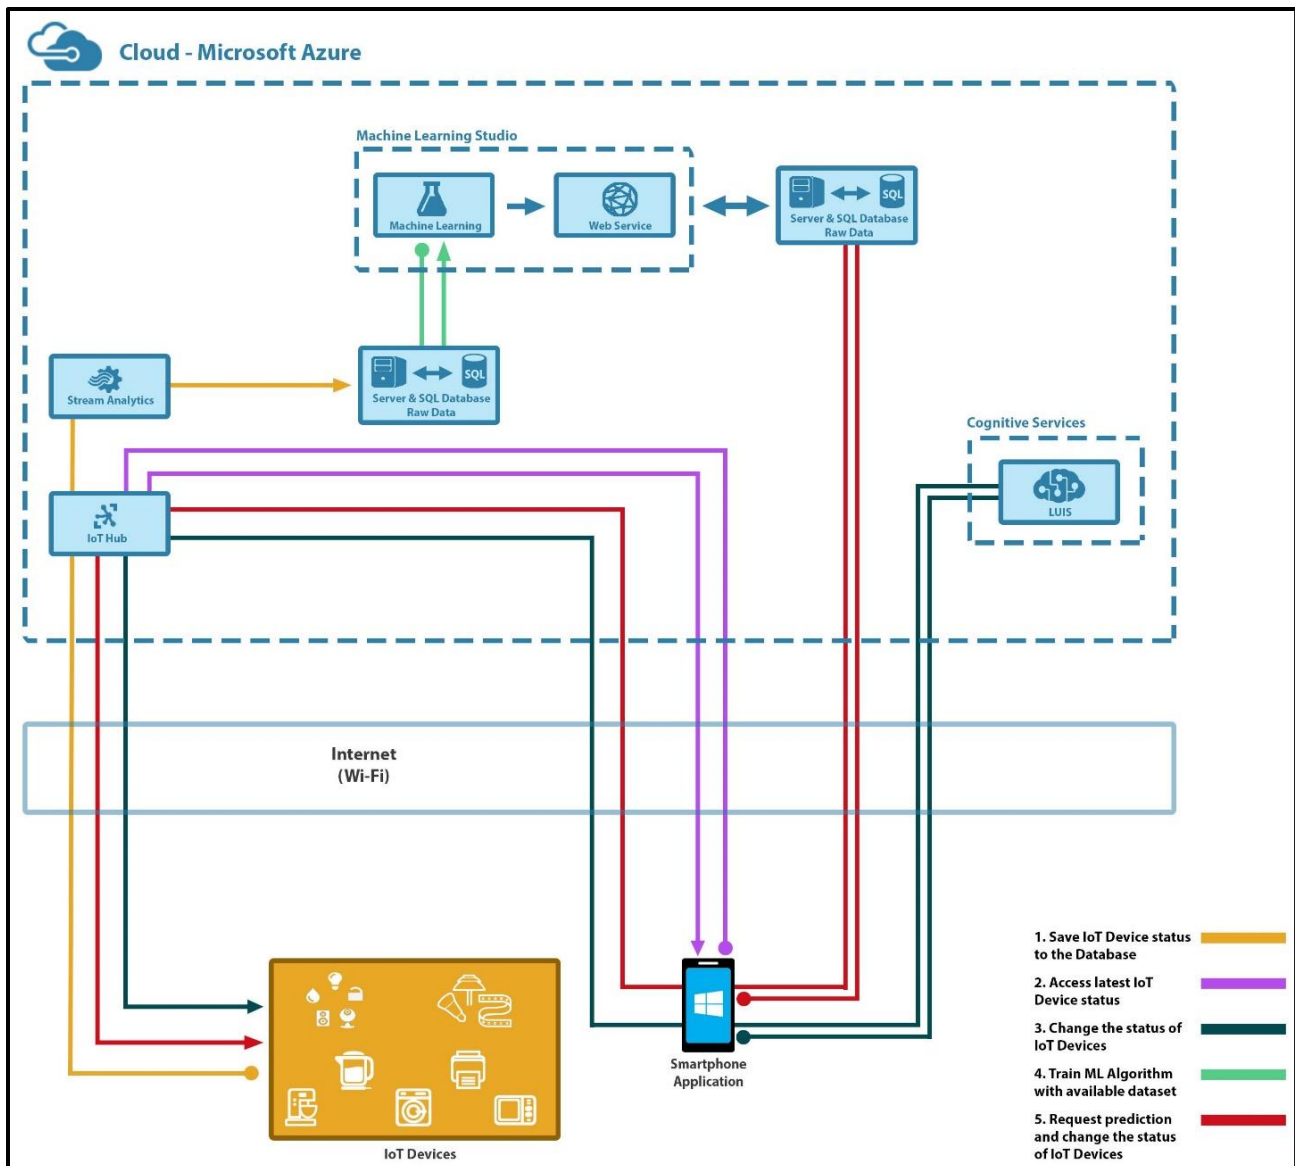 Cloud - Microsoft Azure
Machine Learning Studio
Machine Learning
Web Service
SQL
Server & SQL Database
Raw Data
Stream Analytics
SQL
Server & SQL Database
Raw Data
Cognitive Services
LUIS
IoT Hub
Internet
(Wi-Fi)
Smartphone
Application
IoT Devices
1. Save IoT Device status
to the Database
2. Access latest IoT
Device status
3. Change the status of
IoT Devices
4. Train ML Algorithm
with available dataset
5. Request prediction
and change the status
of IoT Devices